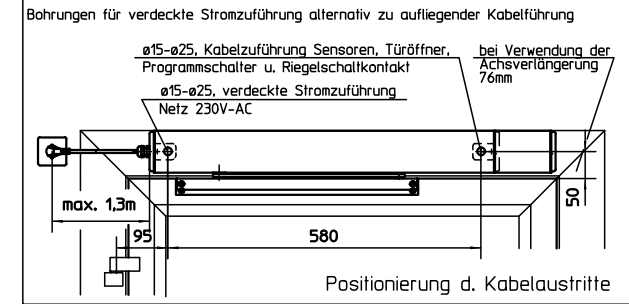 Bohrungen für verdeckte Stromzuführung alternativ zu aufliegender Kabelführung
ø15-ø25, Kabelzuführung Sensoren, Türöffner,
Programmschalter u. Riegelschaltkontakt
bei Verwendung der
Achsverlängerung
76mm
ø15-ø25, verdeckte Stromzuführung
Netz 230V-AC
max. 1,3m
50
95
580
Positionierung d. Kabelaustritte